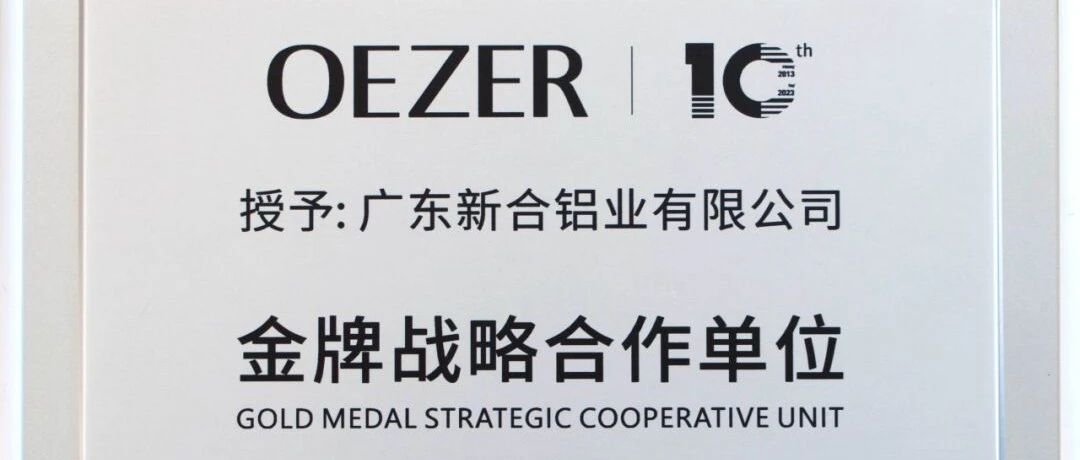 OEZER | 10th
2013
2023
授予: 广东新合铝业有限公司
金牌战略合作单位
GOLD MEDAL STRATEGIC COOPERATIVE UNIT